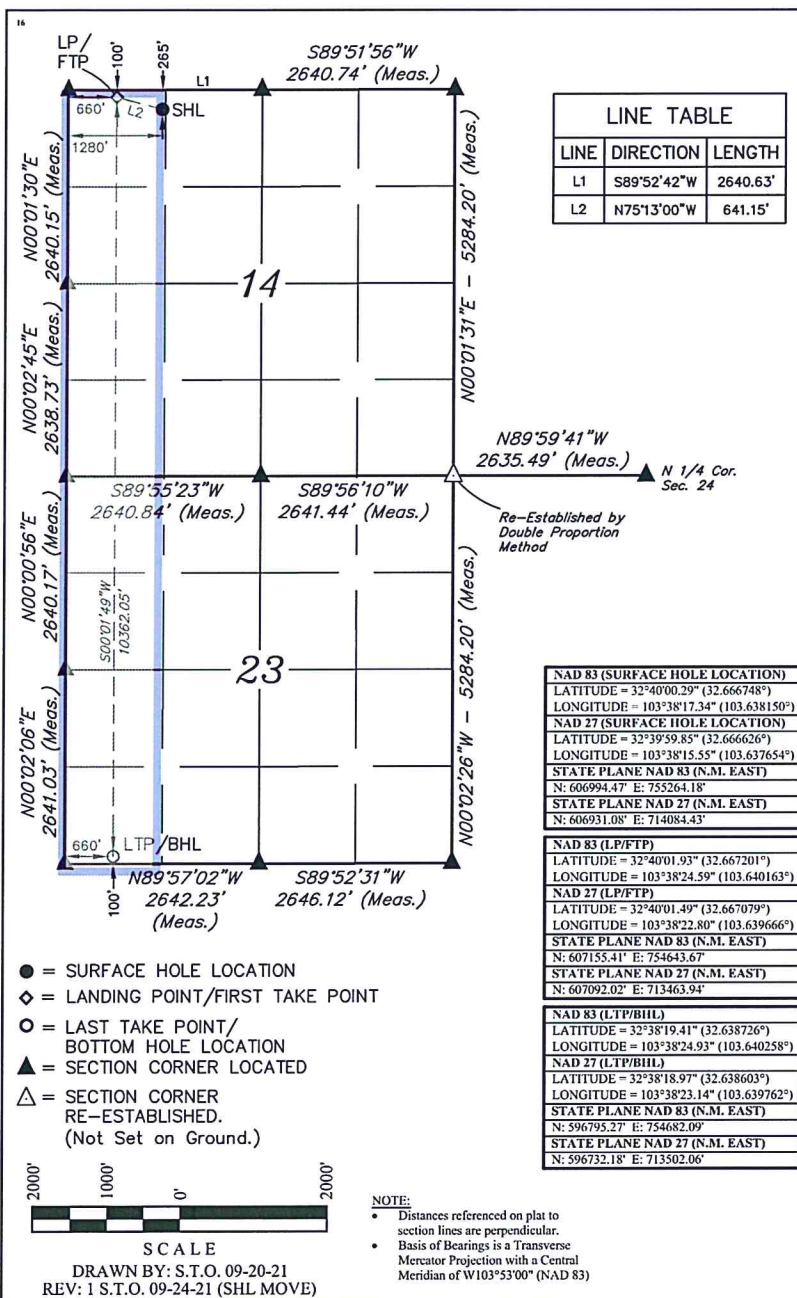 16
LP/
FTP
100'
265'
L1
S89°51'56"W
2640.74' (Meas.)
660'
L2
SHL
1280'
N00°01'30"E
2640.15' (Meas.)
14
N00°02'45"E
2638.73' (Meas.)
N00°01'31"E - 5284.20' (Meas.)
N89°59'41"W
2635.49' (Meas.)
N 1/4 Cor.
Sec. 24
S89°55'23"W
2640.84' (Meas.)
S89°56'10"W
2641.44' (Meas.)
Re-Established by
Double Proportion
Method
N00°00'56"E
2640.17' (Meas.)
S00°01'49"W
10362.05'
23
N00°02'06"E
2641.03' (Meas.)
N00°02'26"W - 5284.20' (Meas.)
660'
LTP/BHL
100'
N89°57'02"W
2642.23'
(Meas.)
S89°52'31"W
2646.12' (Meas.)
LINE TABLE
LINE DIRECTION LENGTH
L1 S89°52'42"W 2640.63'
L2 N75°13'00"W 641.15'
NAD 83 (SURFACE HOLE LOCATION)
LATITUDE = 32°40'00.29" (32.666748°)
LONGITUDE = 103°38'17.34" (103.638150°)
NAD 27 (SURFACE HOLE LOCATION)
LATITUDE = 32°39'59.85" (32.666626°)
LONGITUDE = 103°38'15.55" (103.637654°)
STATE PLANE NAD 83 (N.M. EAST)
N: 606994.47' E: 755264.18'
STATE PLANE NAD 27 (N.M. EAST)
N: 606931.08' E: 714084.43'
NAD 83 (LP/FTP)
LATITUDE = 32°40'01.93" (32.667201°)
LONGITUDE = 103°38'24.59" (103.640163°)
NAD 27 (LP/FTP)
LATITUDE = 32°40'01.49" (32.667079°)
LONGITUDE = 103°38'22.80" (103.639666°)
STATE PLANE NAD 83 (N.M. EAST)
N: 607155.41' E: 754643.67'
STATE PLANE NAD 27 (N.M. EAST)
N: 607092.02' E: 713463.94'
NAD 83 (LTP/BHL)
LATITUDE = 32°38'19.41" (32.638726°)
LONGITUDE = 103°38'24.93" (103.640258°)
NAD 27 (LTP/BHL)
LATITUDE = 32°38'18.97" (32.638603°)
LONGITUDE = 103°38'23.14" (103.639762°)
STATE PLANE NAD 83 (N.M. EAST)
N: 596795.27' E: 754682.09'
STATE PLANE NAD 27 (N.M. EAST)
N: 596732.18' E: 713502.06'
= SURFACE HOLE LOCATION
= LANDING POINT/FIRST TAKE POINT
= LAST TAKE POINT/
BOTTOM HOLE LOCATION
= SECTION CORNER LOCATED
= SECTION CORNER
RE-ESTABLISHED.
(Not Set on Ground.)
2000'
1000'
0'
2000'
SCALE
DRAWN BY: S.T.O. 09-20-21
REV: 1 S.T.O. 09-24-21 (SHL MOVE)
NOTE:
• Distances referenced on plat to
section lines are perpendicular.
• Basis of Bearings is a Transverse
Mercator Projection with a Central
Meridian of W103°53'00" (NAD 83)